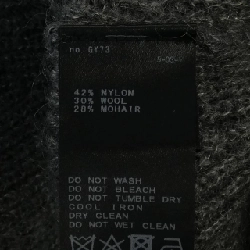 42% NYLON
30% WOOL
28% MOHAIR
DO NOT WASH
DO NOT BLEACH
DO NOT TUMBLE DRY
COOL IRON
DRY CLEAN
DO NOT WET CLEAN